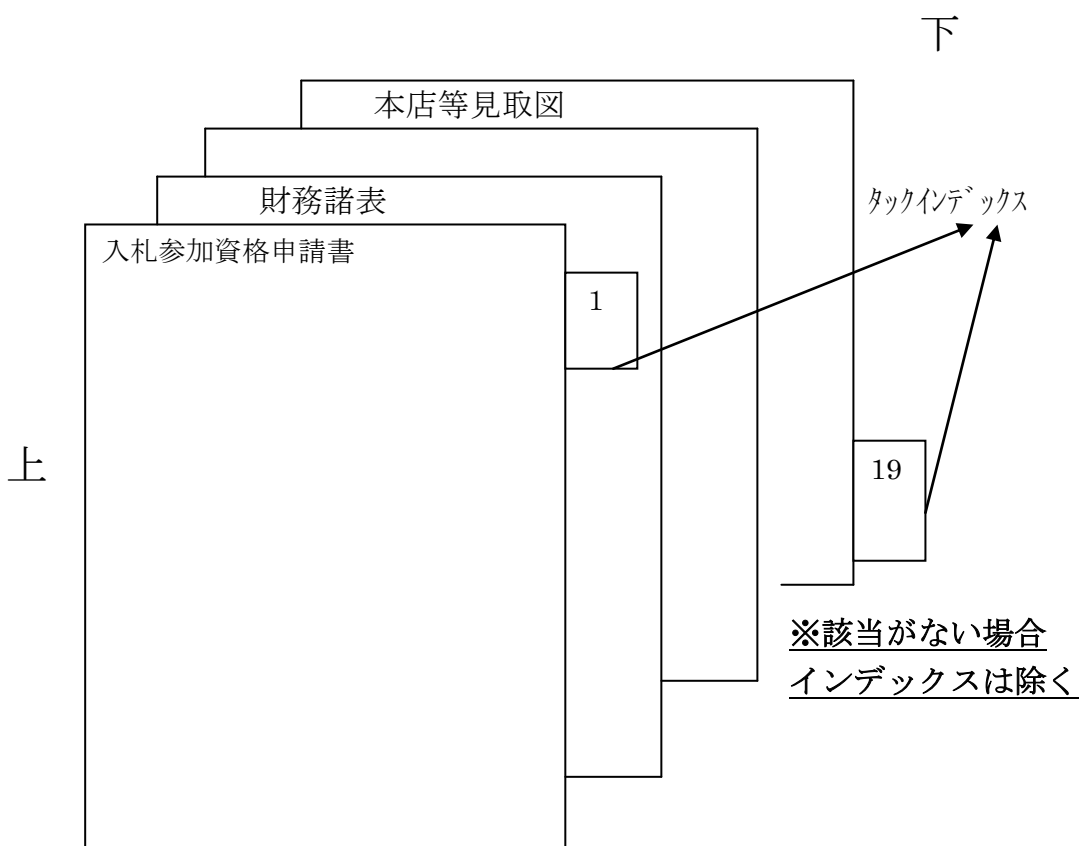 下
本店等見取図
財務諸表
ﾀｯｸｲﾝﾃﾞｯｸｽ
入札参加資格申請書
1
上
19
※該当がない場合
インデックスは除く